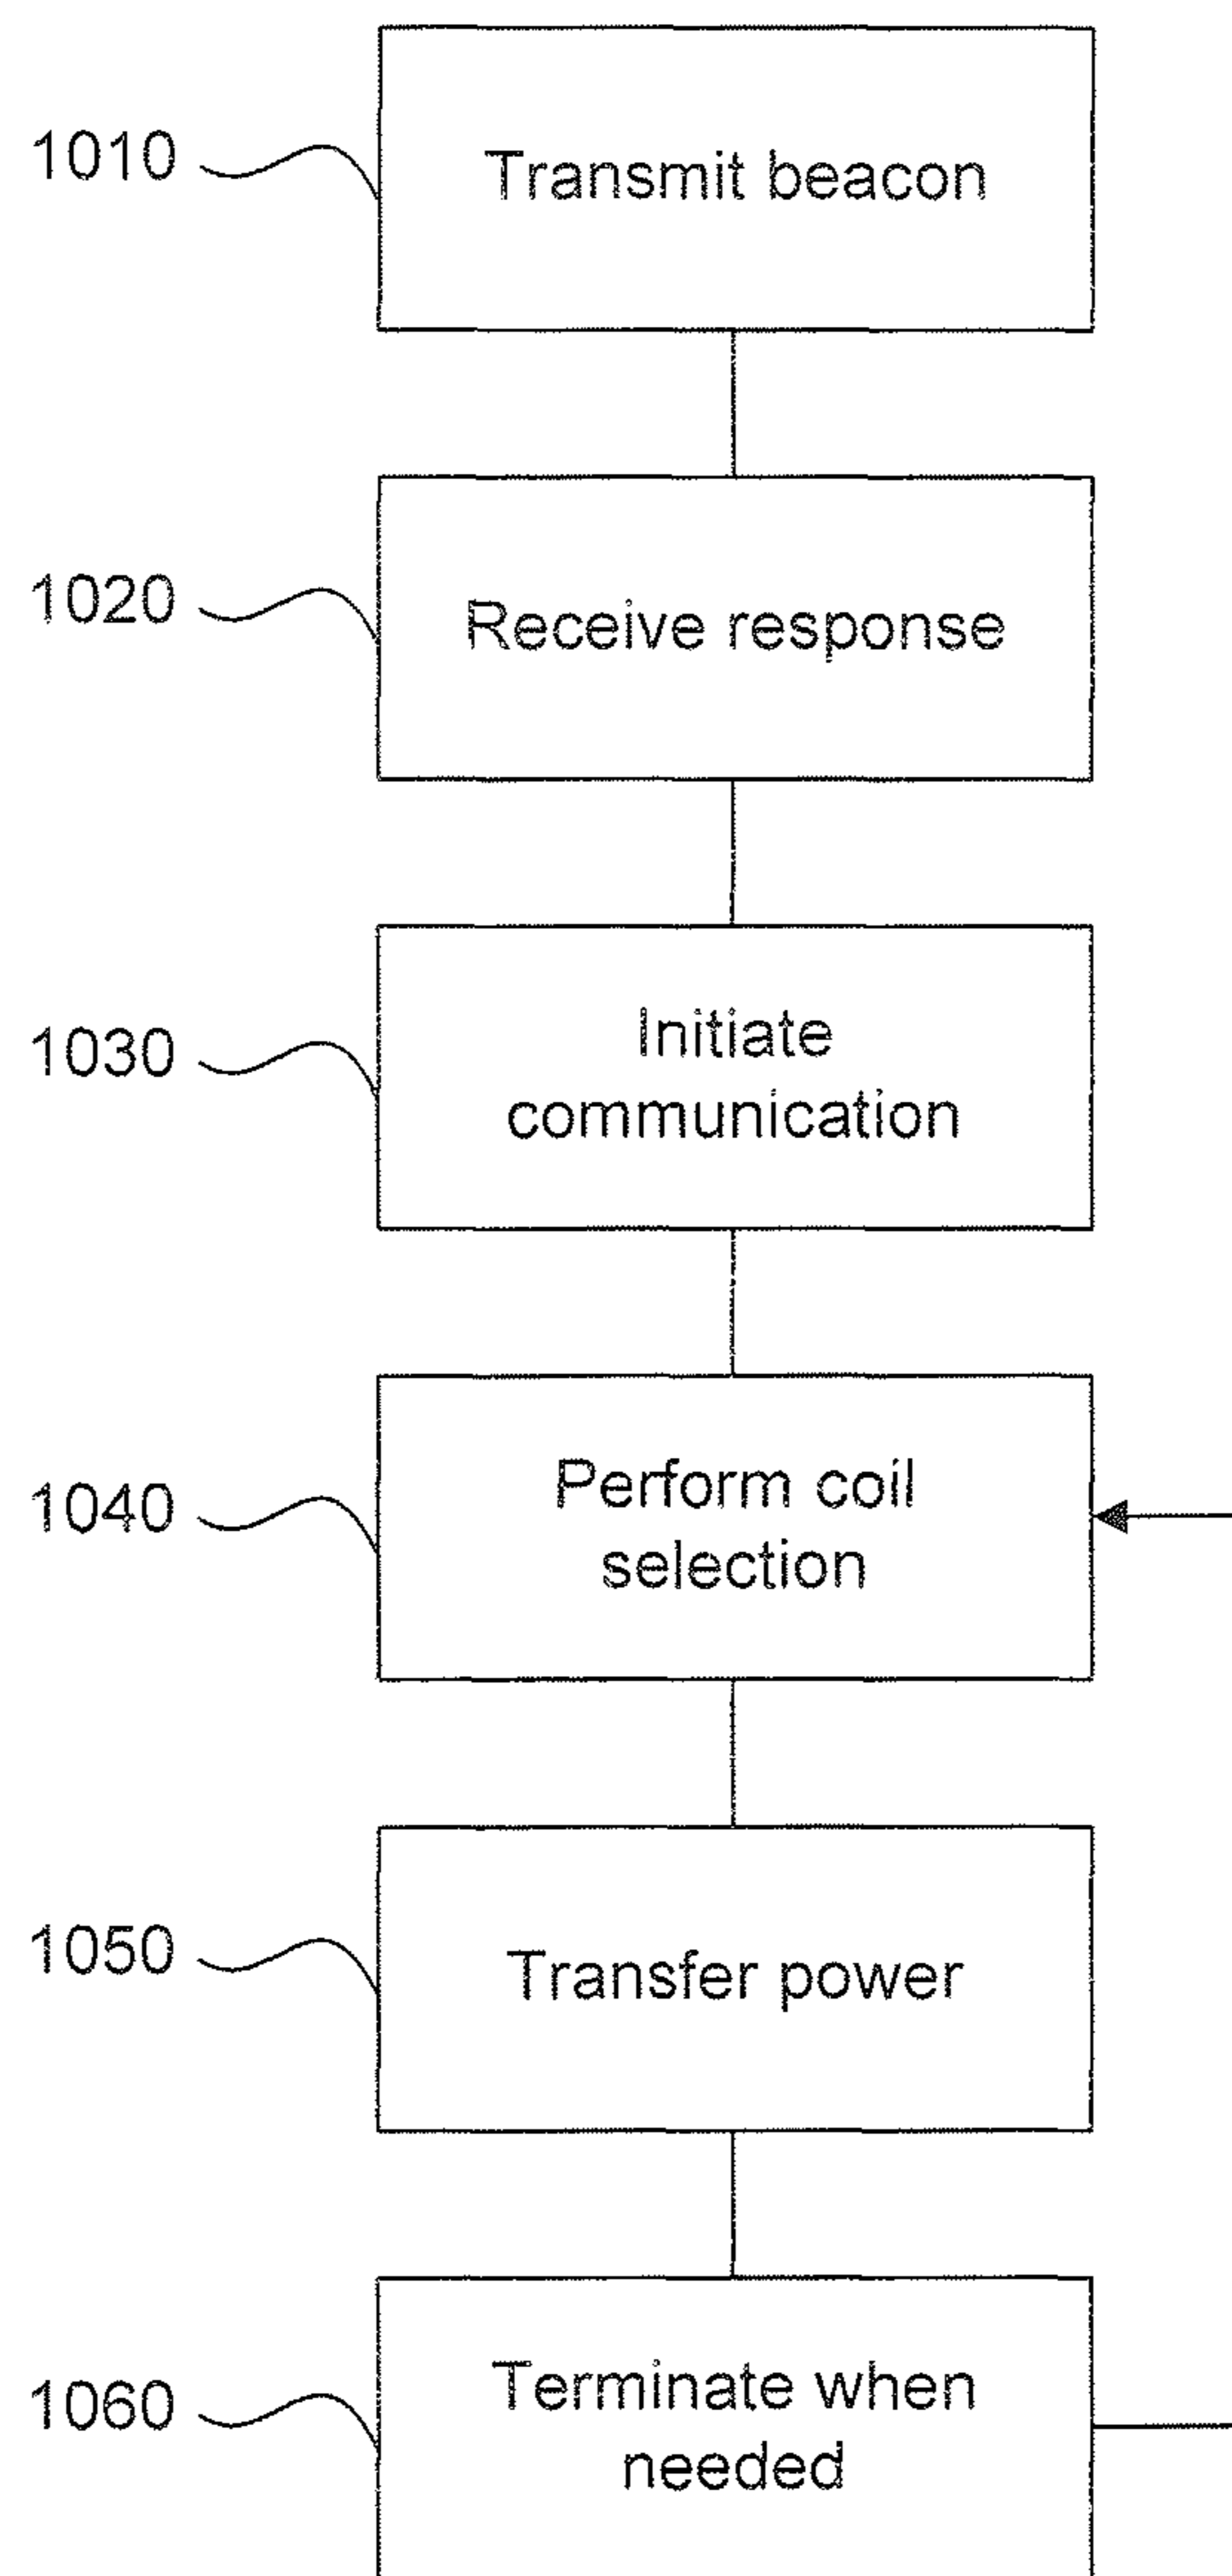 1010
Transmit beacon
1020
Receive response
1030
Initiate
communication
1040
Perform coil
selection
1050
Transfer power
1060
Terminate when
needed